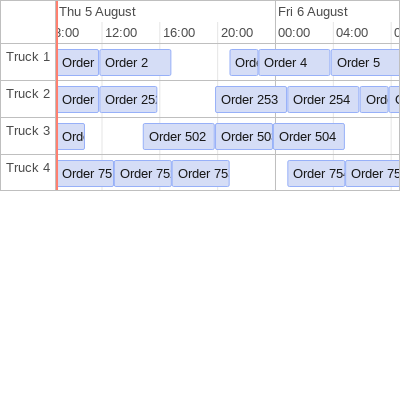 Thu 5 August Fri 6 August
8:00 12:00 16:00 20:00 00:00 04:00
Truck 1 Order Order 2 Ord Order 4 Order 5
Truck 2 Order Order 25 Order 253 Order 254 Ord
Truck 3 Ord Order 502 Order 50 Order 504
Truck 4 Order 75 Order 75 Order 75 Order 75 Order 75